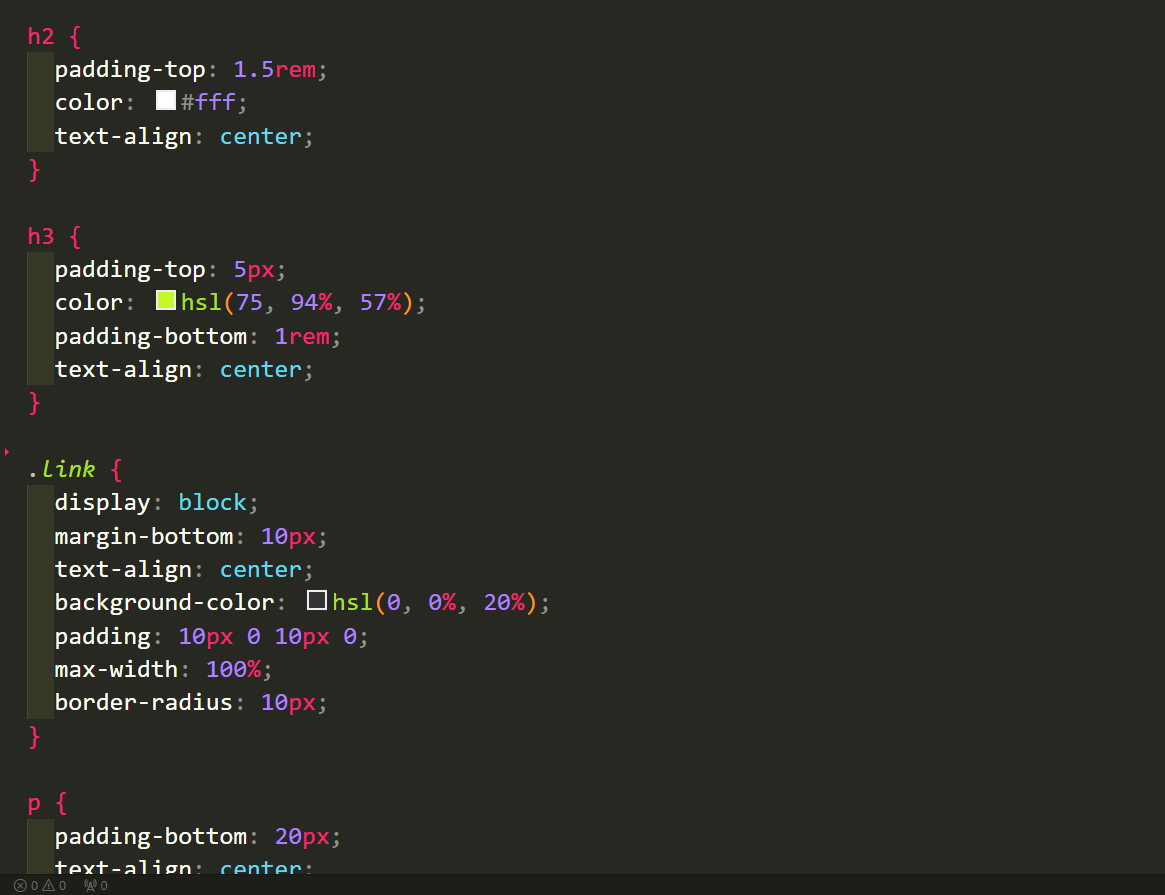 h2 {
    padding-top: 1.5rem;
    color: #fff;
    text-align: center;
}
h3 {
    padding-top: 5px;
    color: hsl(75, 94%, 57%);
    padding-bottom: 1rem;
    text-align: center;
}
.link {
    display: block;
    margin-bottom: 10px;
    text-align: center;
    background-color: hsl(0, 0%, 20%);
    padding: 10px 0 10px 0;
    max-width: 100%;
    border-radius: 10px;
}
p {
    padding-bottom: 20px;
    text-align: center;
0 0 0